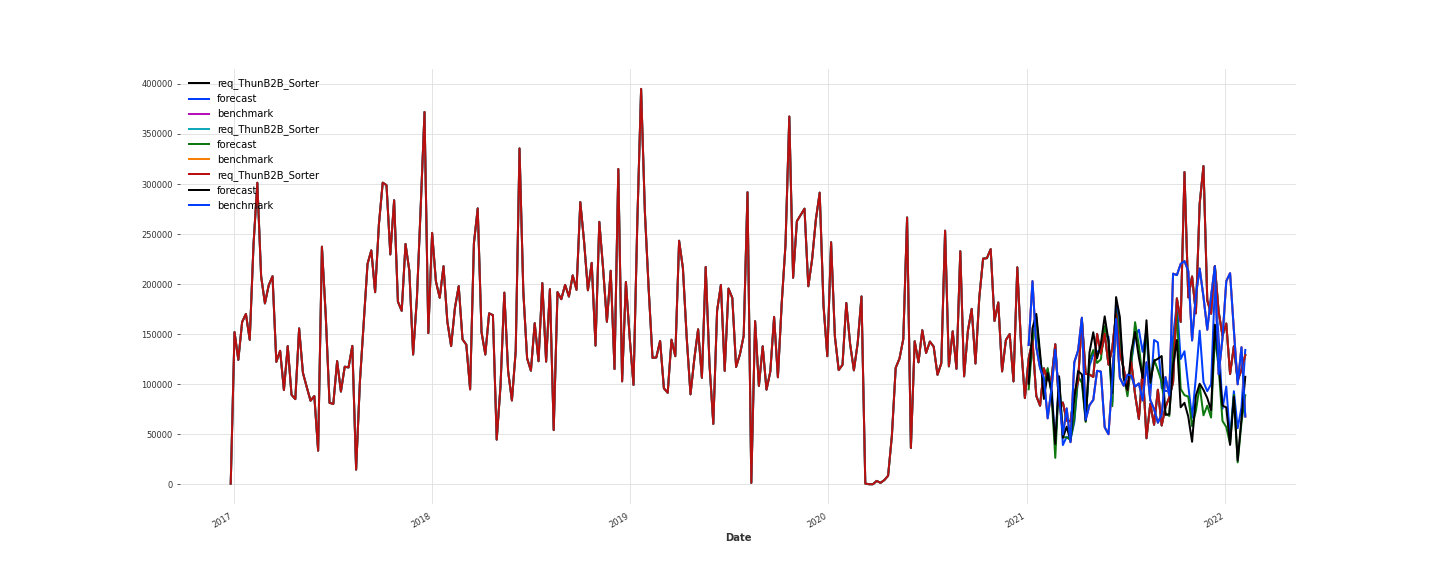 400000
350000
300000
250000
200000
150000
100000
50000
0
req_ThunB2B_Sorter
forecast
benchmark
req_ThunB2B_Sorter
forecast
benchmark
req_ThunB2B_Sorter
forecast
benchmark
2017
2018
2019
2020
2021
2022
Date